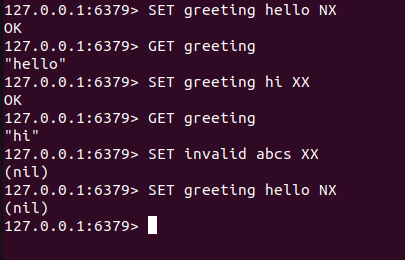 127.0.0.1:6379> SET greeting hello NX
OK
127.0.0.1:6379> GET greeting
"hello"
127.0.0.1:6379> SET greeting hi XX
OK
127.0.0.1:6379> GET greeting
"hi"
127.0.0.1:6379> SET invalid abcs XX
(nil)
127.0.0.1:6379> SET greeting hello NX
(nil)
127.0.0.1:6379>